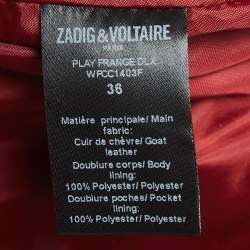 ZADIG&VOLTAIRE
PARIS
PLAY FRANGE DLX
WFCC1403F
36
Matière principale/Main
fabric:
Cuir de chèvre/Goat
leather
Doublure corps/Body
lining:
100% Polyester/Polyester
Doublure poches/Pocket
lining:
100% Polyester/Polyester